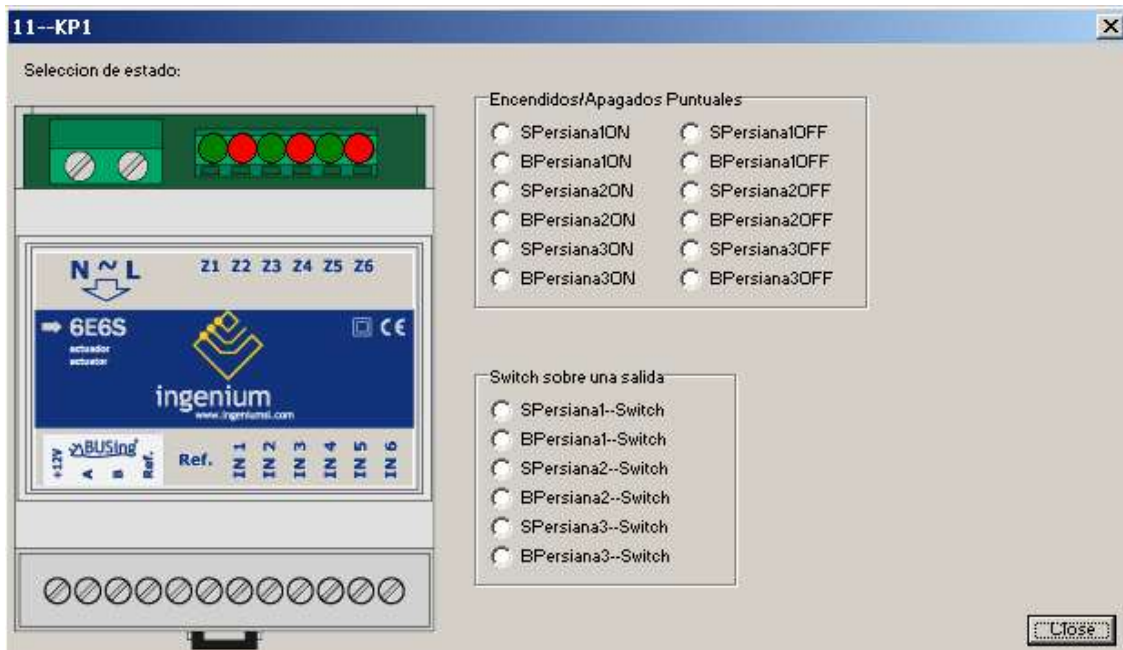 11--KP1
Seleccion de estado:
Encendidos/Apagados Puntuales
SPersiana1ON SPersiana1OFF
BPersiana1ON BPersiana1OFF
SPersiana2ON SPersiana2OFF
BPersiana2ON BPersiana2OFF
SPersiana3ON SPersiana3OFF
BPersiana3ON BPersiana3OFF
N ~ L Z1 Z2 Z3 Z4 Z5 Z6
6E6S CE
actuador
actuator
ingenium
www.ingeniumsl.com
+12V A B Ref. BUSing Ref. IN 1 IN 2 IN 3 IN 4 IN 5 IN 6
Switch sobre una salida
SPersiana1--Switch
BPersiana1--Switch
SPersiana2--Switch
BPersiana2--Switch
SPersiana3--Switch
BPersiana3--Switch
Close